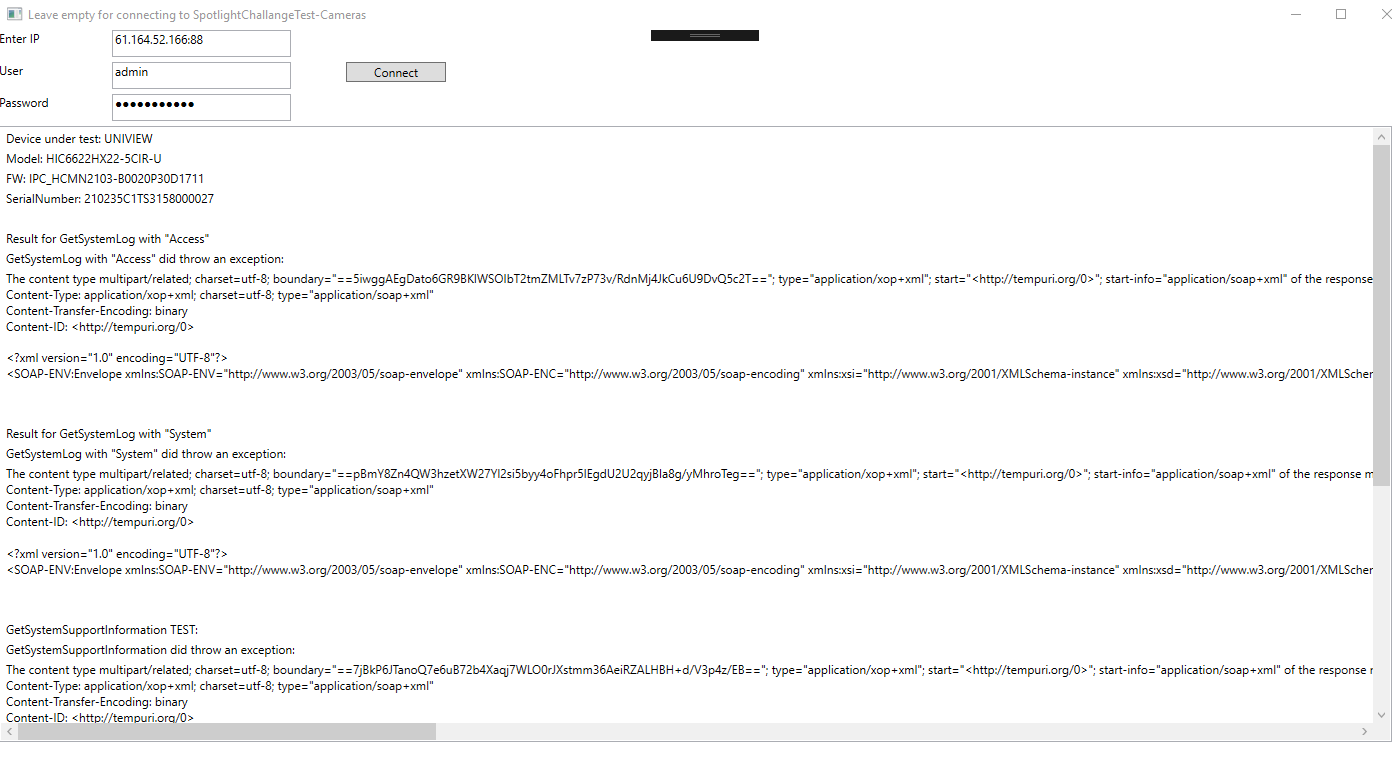 Leave empty for connecting to SpotlightChallangeTest-Cameras
Enter IP
61.164.52.166:88
User
admin
Connect
Password
●●●●●●●●●●●
Device under test: UNIVIEW
Model: HIC6622HX22-5CIR-U
FW: IPC_HCMN2103-B0020P30D1711
SerialNumber: 210235C1TS3158000027
Result for GetSystemLog with "Access"
GetSystemLog with "Access" did throw an exception:
The content type multipart/related; charset=utf-8; boundary="==5iwggAEgDato6GR9BKIWSOIbT2tmZMLTv7zP73v/RdnMj4JkCu6U9DvQ5c2T=="; type="application/xop+xml"; start="<http://tempuri.org/0>"; start-info="application/soap+xml" of the response
Content-Type: application/xop+xml; charset=utf-8; type="application/soap+xml"
Content-Transfer-Encoding: binary
Content-ID: <http://tempuri.org/0>
<?xml version="1.0" encoding="UTF-8"?>
<SOAP-ENV:Envelope xmlns:SOAP-ENV="http://www.w3.org/2003/05/soap-envelope" xmlns:SOAP-ENC="http://www.w3.org/2003/05/soap-encoding" xmlns:xsi="http://www.w3.org/2001/XMLSchema-instance" xmlns:xsd="http://www.w3.org/2001/XMLSchem
Result for GetSystemLog with "System"
GetSystemLog with "System" did throw an exception:
The content type multipart/related; charset=utf-8; boundary="==pBmY8Zn4QW3hzetXW27Yl2si5byy4oFhpr5IEgdU2U2qyjBla8g/yMhroTeg=="; type="application/xop+xml"; start="<http://tempuri.org/0>"; start-info="application/soap+xml" of the response m
Content-Type: application/xop+xml; charset=utf-8; type="application/soap+xml"
Content-Transfer-Encoding: binary
Content-ID: <http://tempuri.org/0>
<?xml version="1.0" encoding="UTF-8"?>
<SOAP-ENV:Envelope xmlns:SOAP-ENV="http://www.w3.org/2003/05/soap-envelope" xmlns:SOAP-ENC="http://www.w3.org/2003/05/soap-encoding" xmlns:xsi="http://www.w3.org/2001/XMLSchema-instance" xmlns:xsd="http://www.w3.org/2001/XMLSchem
GetSystemSupportInformation TEST:
GetSystemSupportInformation did throw an exception:
The content type multipart/related; charset=utf-8; boundary="==7jBkP6JTanoQ7e6uB72b4Xaqj7WLO0rJXstmm36AeiRZALHBH+d/V3p4z/EB=="; type="application/xop+xml"; start="<http://tempuri.org/0>"; start-info="application/soap+xml" of the response r
Content-Type: application/xop+xml; charset=utf-8; type="application/soap+xml"
Content-Transfer-Encoding: binary
Content-ID: <http://tempuri.org/0>